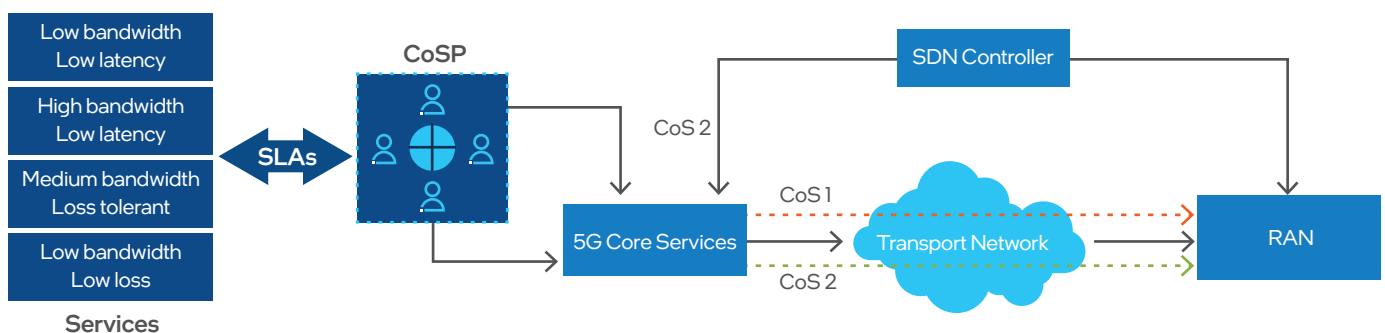 Low bandwidth
Low latency
High bandwidth
Low latency
Medium bandwidth
Loss tolerant
Low bandwidth
Low loss
Services
SLAs
CoSP
SDN Controller
CoS 2
5G Core Services
CoS 1
Transport Network
CoS 2
RAN